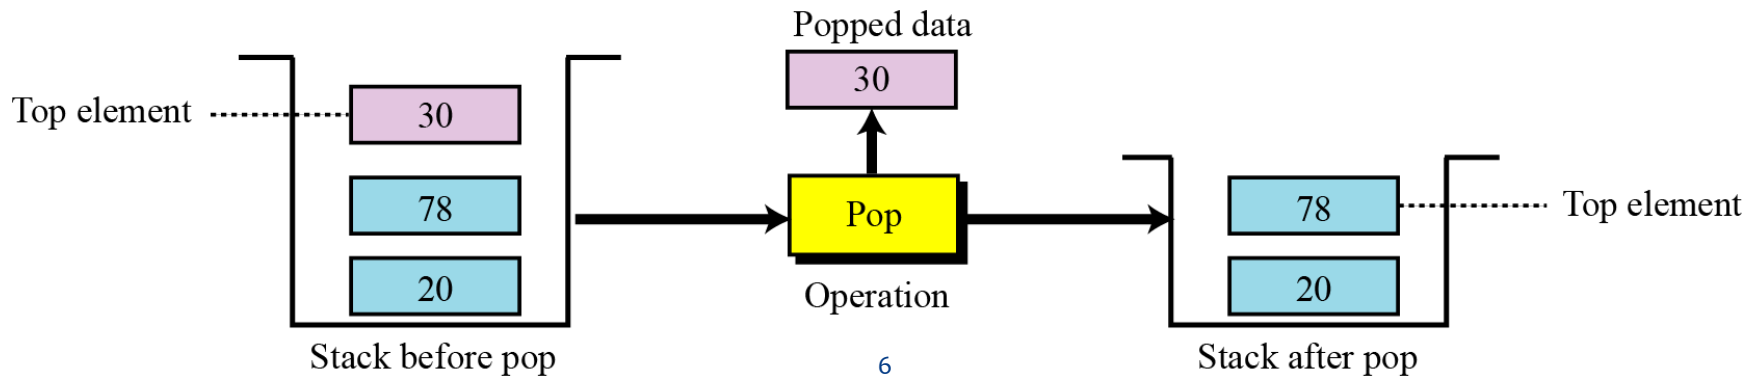 Popped data
30
Top element
30
78
20
Pop
Operation
78
Top element
20
Stack before pop
6
Stack after pop